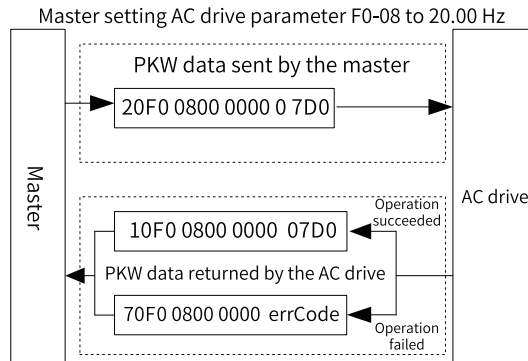 Master setting AC drive parameter F0-08 to 20.00 Hz
PKW data sent by the master
20F0 0800 0000 0 7D0
Master
AC drive
Operation
succeeded
10F0 0800 0000 07D0
PKW data returned by the AC drive
70F0 0800 0000 errCode
Operation
failed